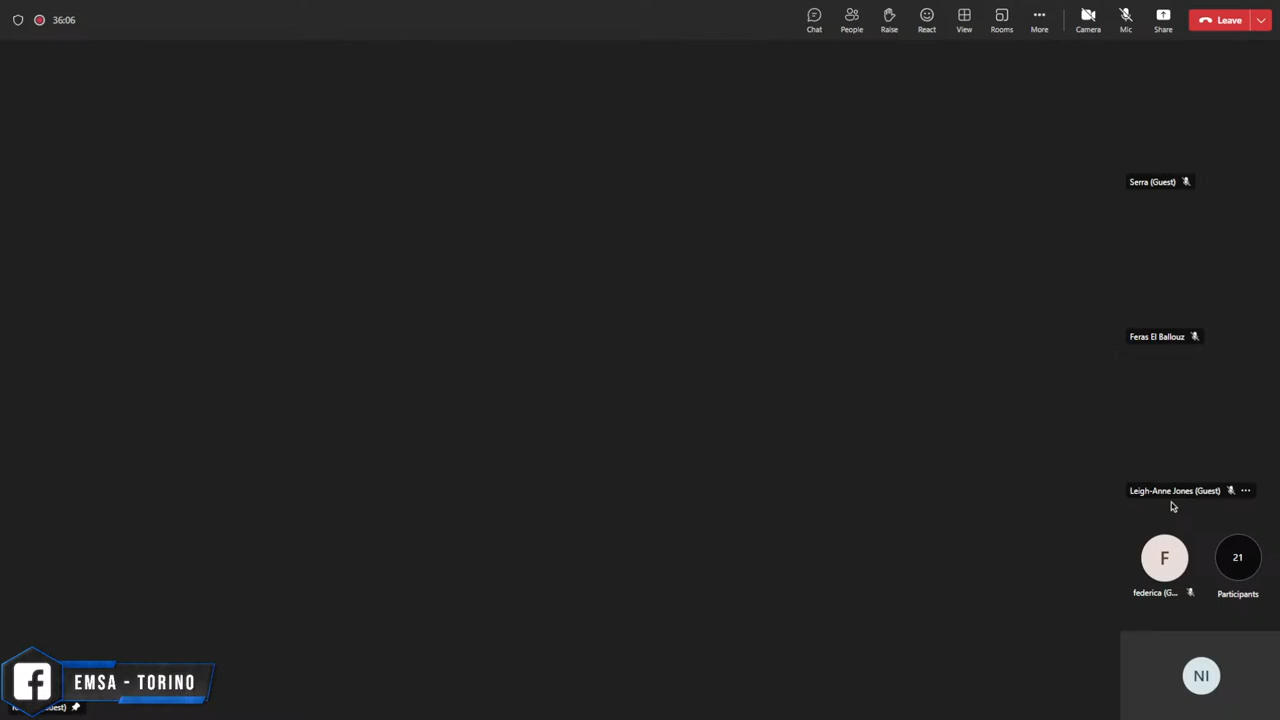 36:06
Chat People Raise React View Rooms More Camera Mic Share Leave
Serra (Guest)
Feras El Ballouz
Leigh-Anne Jones (Guest) ...
F 21
federica (G... Participants
NI
EMSA - TORINO